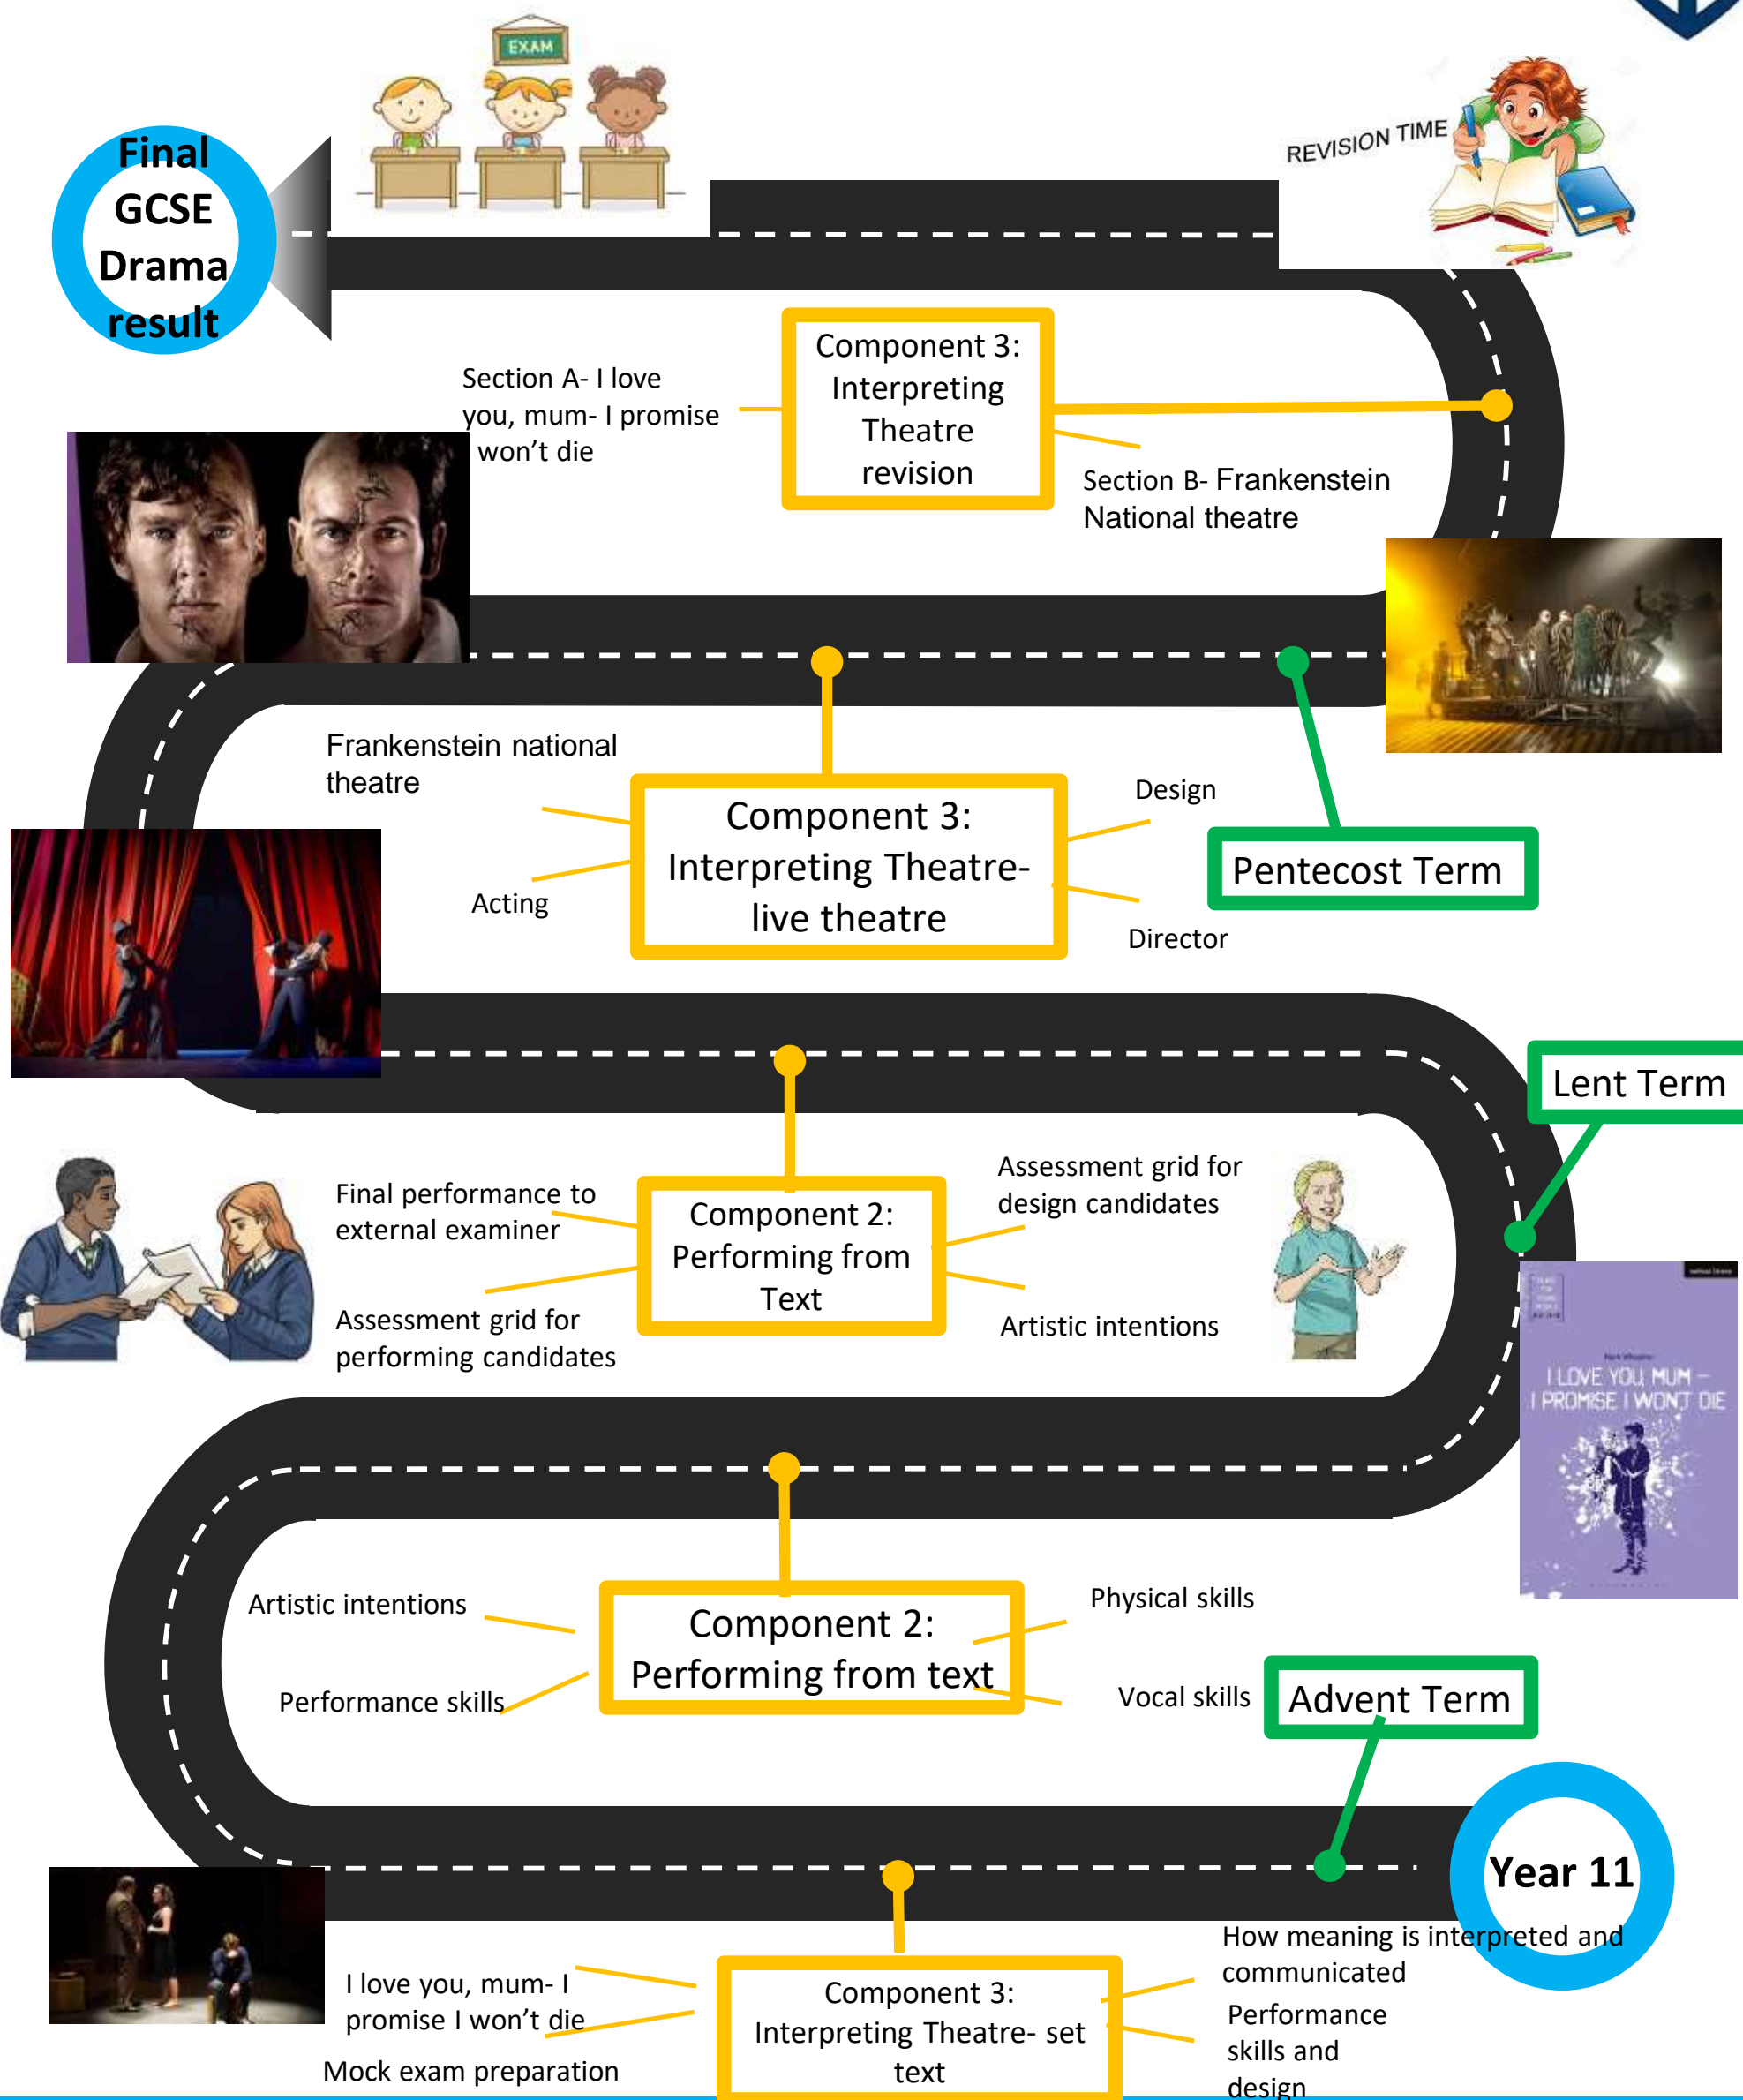 EXAM
REVISION TIME
Final
GCSE
Drama
result
Component 3:
Interpreting
Theatre
revision
Section A- I love
you, mum- I promise
won't die
Section B- Frankenstein
National theatre
Frankenstein national
theatre
Acting
Component 3:
Interpreting Theatre-
live theatre
Design
Director
Pentecost Term
Lent Term
Final performance to
external examiner
Assessment grid for
performing candidates
Component 2:
Performing from
Text
Assessment grid for
design candidates
Artistic intentions
I LOVE YOU, MUM –
I PROMISE I WON'T DIE
Artistic intentions
Performance skills
Component 2:
Performing from text
Physical skills
Vocal skills
Advent Term
Year 11
I love you, mum- I
promise I won't die
Mock exam preparation
Component 3:
Interpreting Theatre- set
text
How meaning is interpreted and
communicated
Performance
skills and
design